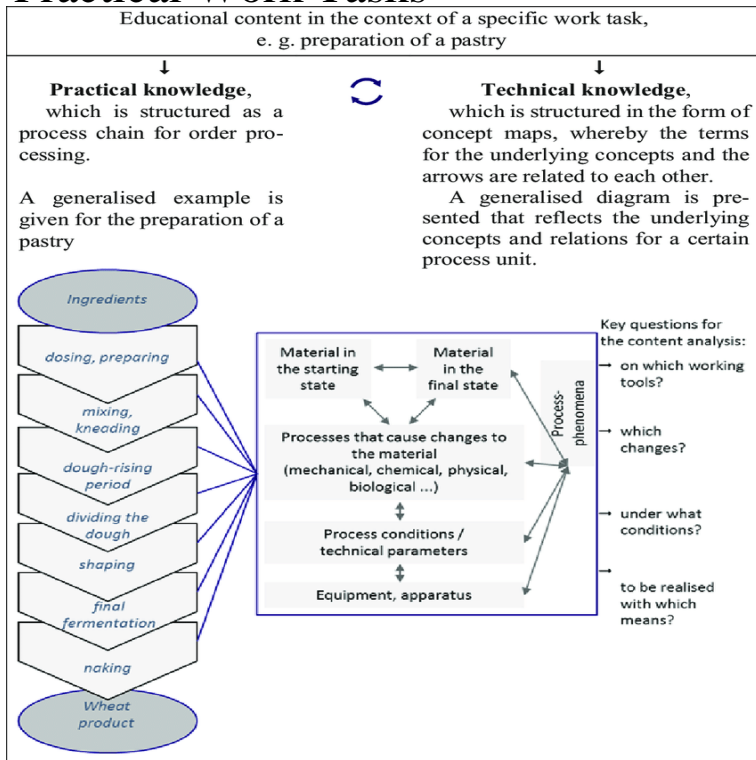 Practical Work Tasks
Educational content in the context of a specific work task,
e. g. preparation of a pastry
Practical knowledge,
which is structured as a
process chain for order pro-
cessing.
A generalised example is
given for the preparation of a
pastry
Technical knowledge,
which is structured in the form of
concept maps, whereby the terms
for the underlying concepts and the
arrows are related to each other.
A generalised diagram is pre-
sented that reflects the underlying
concepts and relations for a certain
process unit.
Ingredients
dosing, preparing
mixing,
kneading
dough-rising
period
dividing the
dough
shaping
final
fermentation
naking
Wheat
product
Material in
the starting
state
Material
in the
final state
Processes that cause changes to
the material
(mechanical, chemical, physical,
biological ...)
Process conditions /
technical parameters
Equipment, apparatus
Process-
phenomena
Key questions for
the content analysis:
on which working
tools?
which
changes?
under what
conditions?
to be realised
with which
means?